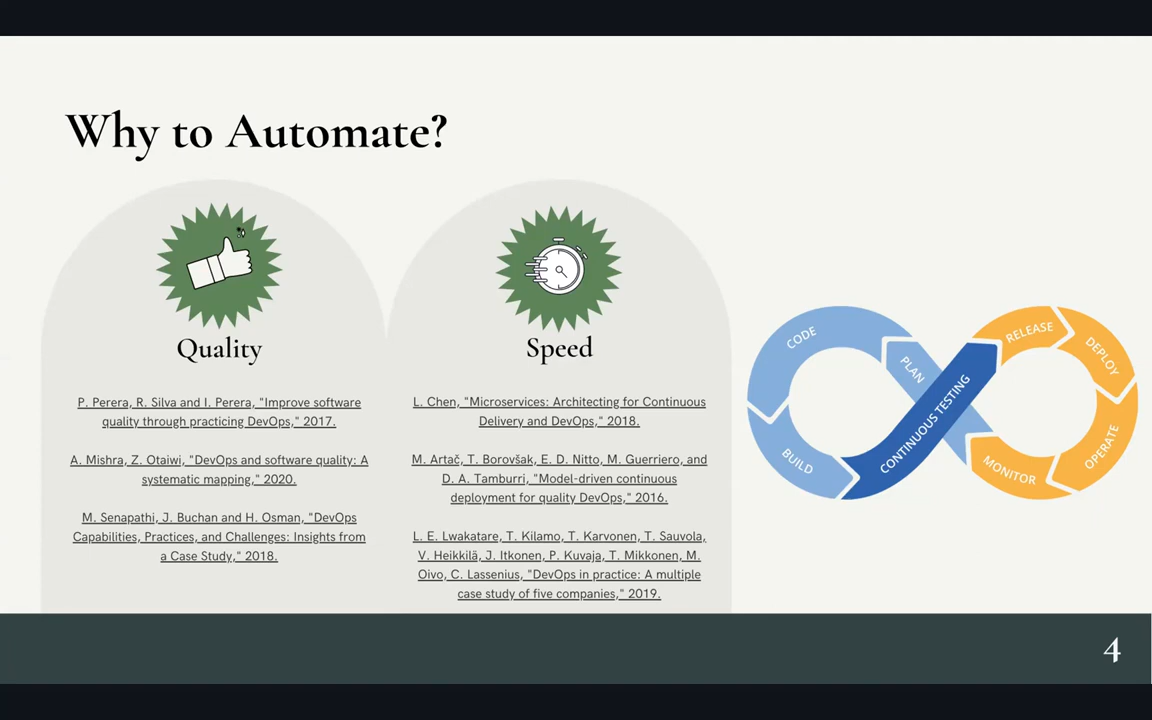 Why to Automate?
Quality
P. Perera, R. Silva and I. Perera, "Improve software
quality through practicing DevOps," 2017.
A. Mishra, Z. Otaiwi, "DevOps and software quality: A
systematic mapping," 2020.
M. Senapathi, J. Buchan and H. Osman, "DevOps
Capabilities, Practices, and Challenges: Insights from
a Case Study," 2018.
Speed
L. Chen, "Microservices: Architecting for Continuous
Delivery and DevOps," 2018.
M. Artač, T. Borovšak, E. D. Nitto, M. Guerriero, and
D. A. Tamburri, "Model-driven continuous
deployment for quality DevOps," 2016.
L. E. Lwakatare, T. Kilamo, T. Karvonen, T. Sauvola,
V. Heikkilä, J. Itkonen, P. Kuvaja, T. Mikkonen, M.
Oivo, C. Lassenius, "DevOps in practice: A multiple
case study of five companies," 2019.
CODE
PLAN
BUILD
CONTINUOUS TESTING
RELEASE
DEPLOY
OPERATE
MONITOR
4